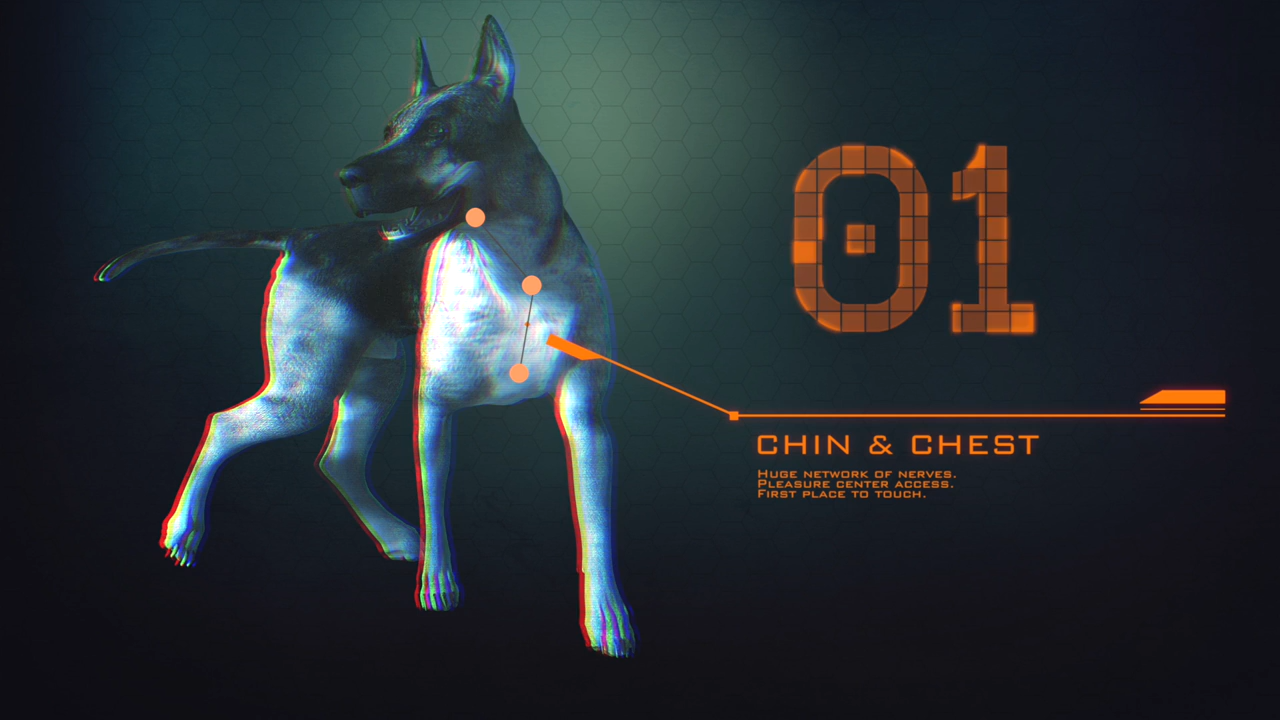 01
CHIN & CHEST
HUGE NETWORK OF NERVES.
PLEASURE CENTER ACCESS.
FIRST PLACE TO TOUCH.